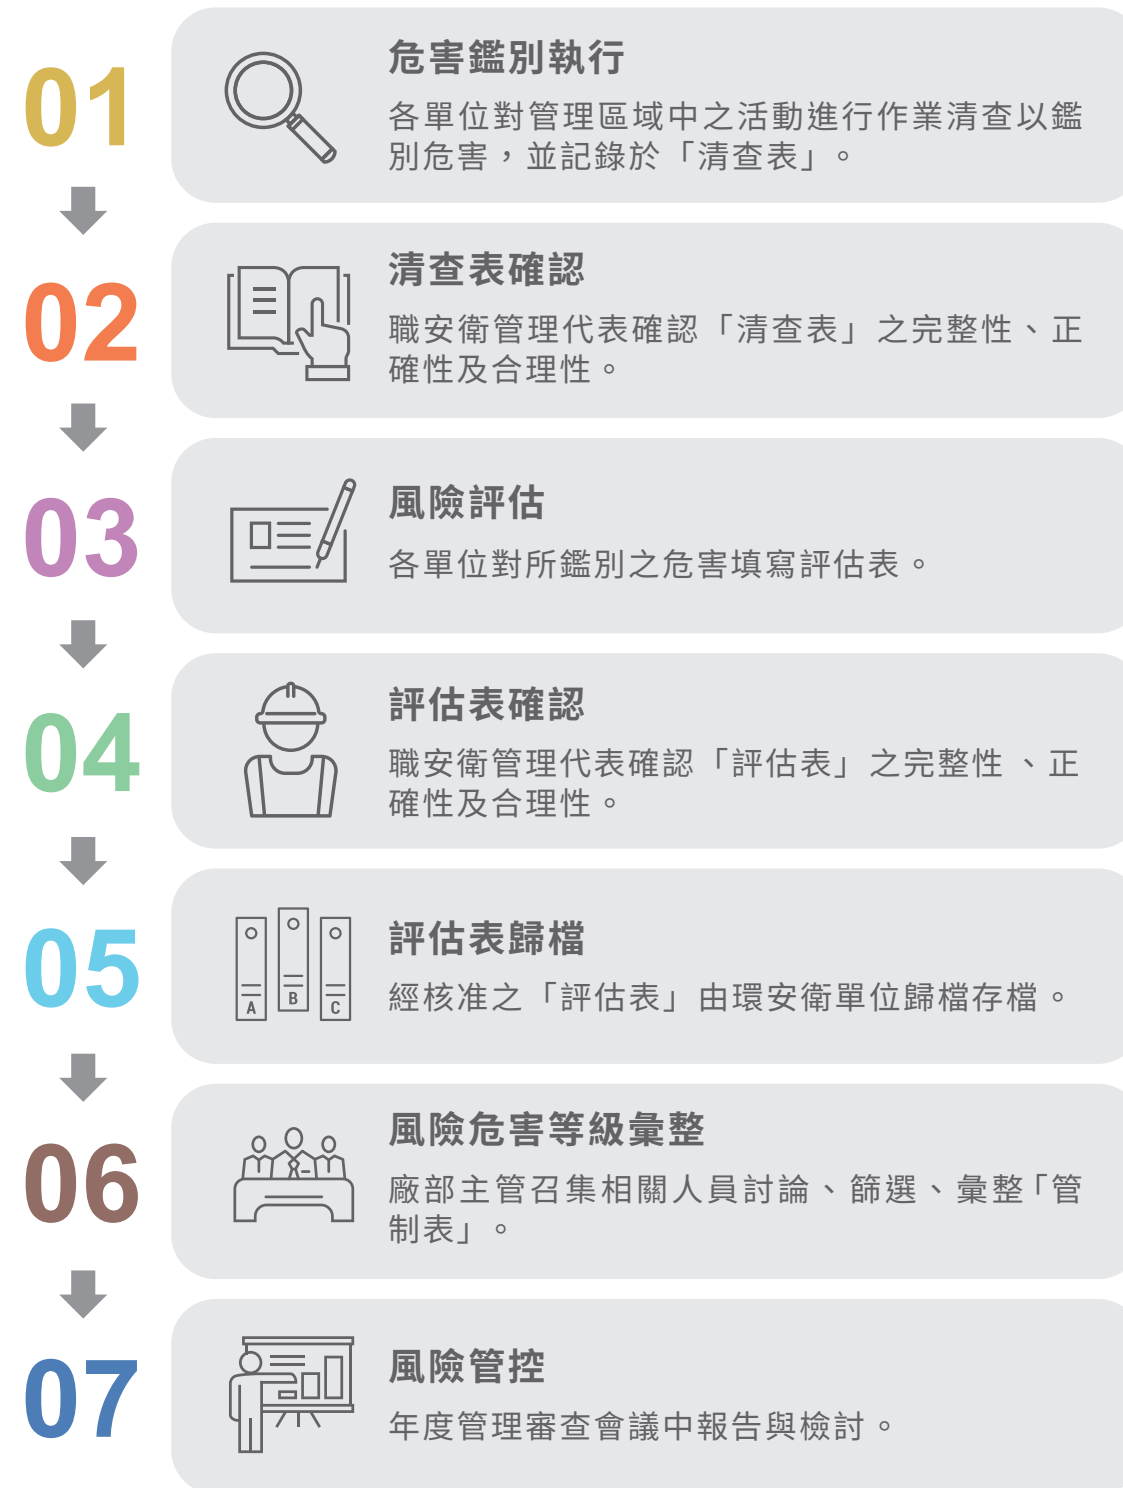 01
危害鑑別執行
各單位對管理區域中之活動進行作業清查以鑑
別危害，並記錄於「清查表」。
02
清查表確認
職安衛管理代表確認「清查表」之完整性、正
確性及合理性。
03
風險評估
各單位對所鑑別之危害填寫評估表。
04
評估表確認
職安衛管理代表確認「評估表」之完整性、正
確性及合理性。
05
A
B
C
評估表歸檔
經核准之「評估表」由環安衛單位歸檔存檔。
06
風險危害等級彙整
廠部主管召集相關人員討論、篩選、彙整「管
制表」。
07
風險管控
年度管理審查會議中報告與檢討。